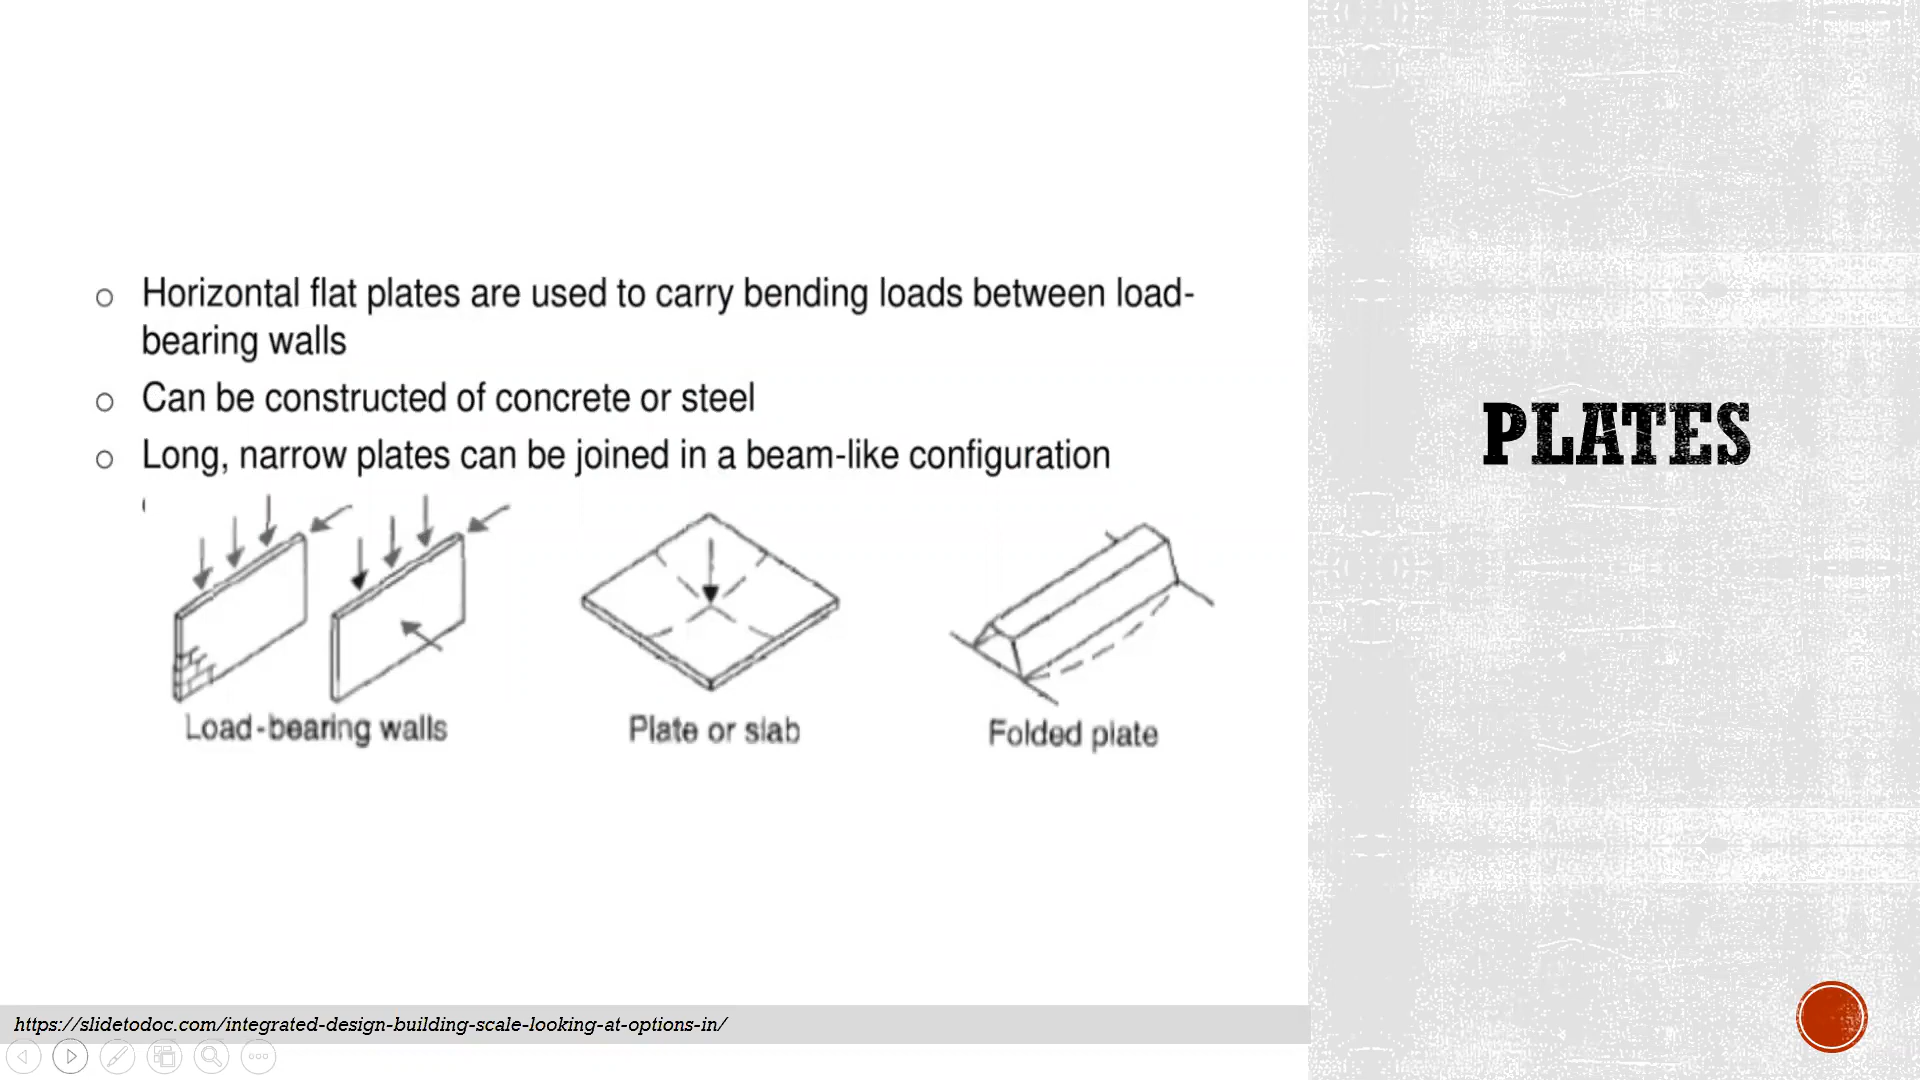 Horizontal flat plates are used to carry bending loads between load-
bearing walls
Can be constructed of concrete or steel
Long, narrow plates can be joined in a beam-like configuration
Load-bearing walls
Plate or slab
Folded plate
PLATES
https://slidetodoc.com/integrated-design-building-scale-looking-at-options-in/